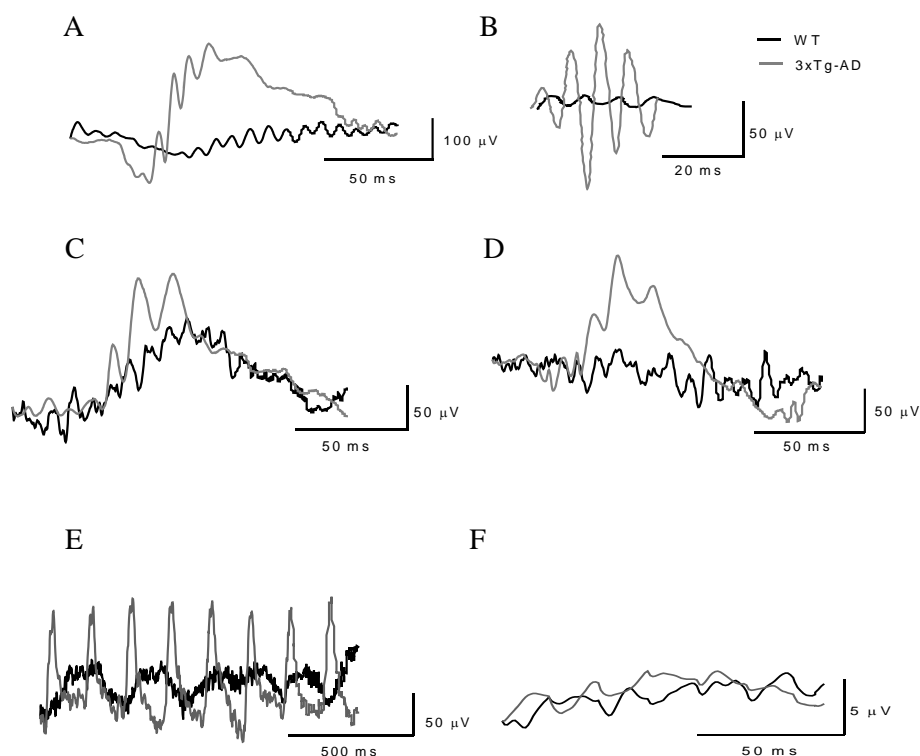 A
B
WT
3xTg-AD
100 μV
50 ms
50 μV
20 ms
C
D
50 μV
50 ms
50 μV
50 ms
E
F
50 μV
500 ms
5 μV
50 ms